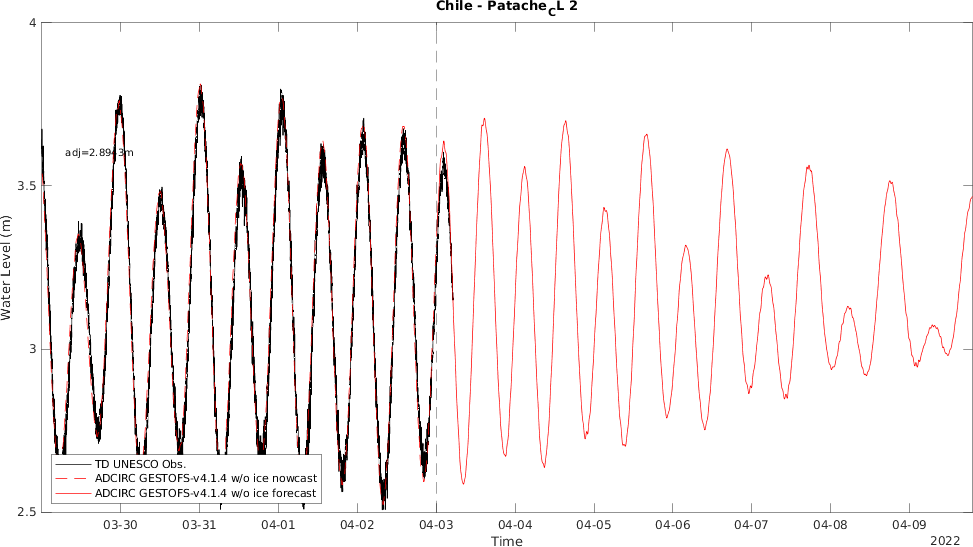 Chile - PatacheCL 2
4
3.5
3
2.5
Water Level (m)
adj=2.8943m
TD UNESCO Obs.
ADCIRC GESTOFS-v4.1.4 w/o ice nowcast
ADCIRC GESTOFS-v4.1.4 w/o ice forecast
03-30 03-31 04-01 04-02 04-03 04-04 04-05 04-06 04-07 04-08 04-09
Time
2022